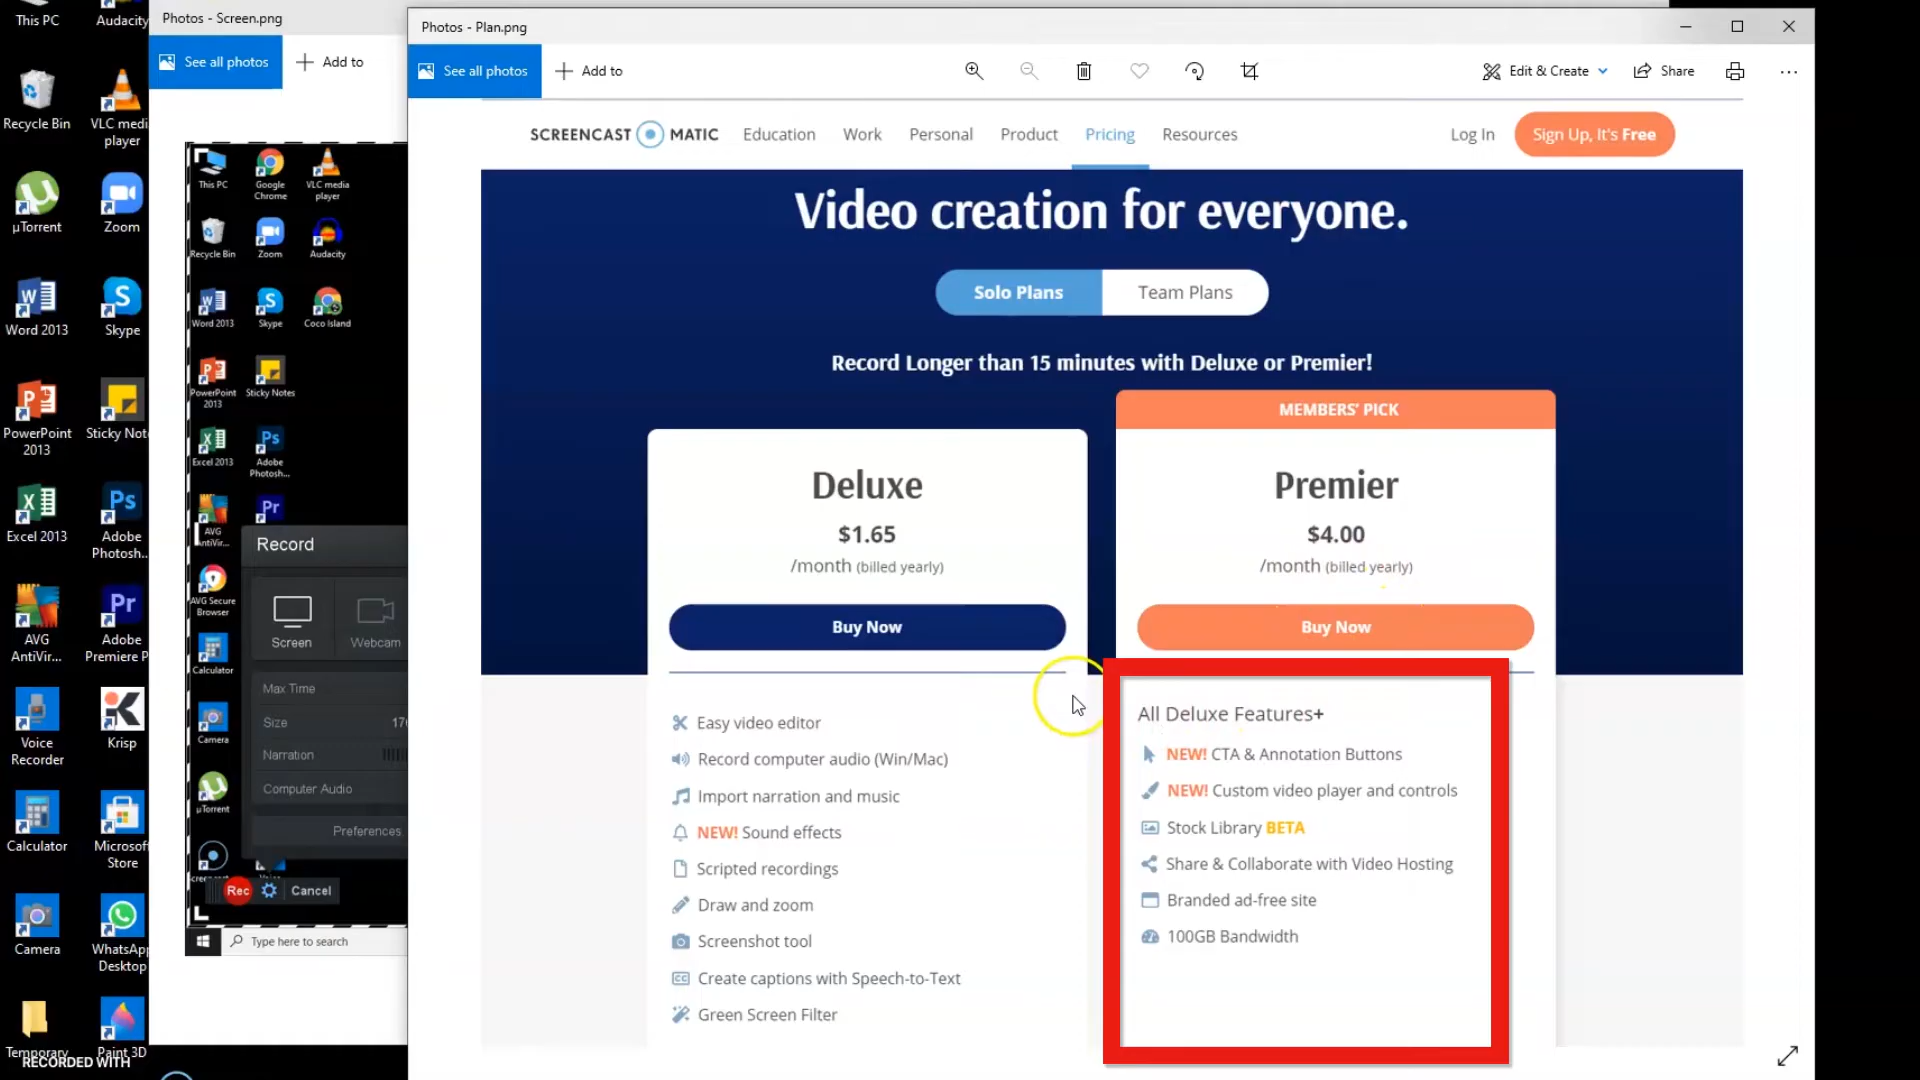 This PC
Audacity
Recycle Bin
VLC media
player
µTorrent
Zoom
Word 2013
Skype
PowerPoint
2013
Sticky Not
Excel 2013
Adobe
Photosh...
AVG
AntiVir...
Adobe
Premiere P
Voice
Recorder
Krisp
Calculator
Microsoft
Store
Camera
WhatsApp
Desktop
Temporary
Paint 3D
RECORDED WITH
Photos - Screen.png
See all photos
Add to
This PC
Google
Chrome
VLC media
player
Recycle Bin
Zoom
Audacity
Word 2013
Skype
Coco Island
PowerPoint
2013
Sticky Notes
Excel 2013
Adobe
Photosh...
AVG
AntiVir...
AVG Secure
Browser
Calculator
Camera
µTorrent
Record
Screen
Webcam
Max Time
Size
Narration
Computer Audio
Preferences
Rec
Cancel
Type here to search
Photos - Plan.png
See all photos
Add to
Edit & Create
Share
SCREENCAST MATIC
Education
Work
Personal
Product
Pricing
Resources
Log In
Sign Up, It's Free
Video creation for everyone.
Solo Plans
Team Plans
Record Longer than 15 minutes with Deluxe or Premier!
Deluxe
$1.65
/month (billed yearly)
Buy Now
Easy video editor
Record computer audio (Win/Mac)
Import narration and music
NEW! Sound effects
Scripted recordings
Draw and zoom
Screenshot tool
Create captions with Speech-to-Text
Green Screen Filter
MEMBERS' PICK
Premier
$4.00
/month (billed yearly)
Buy Now
All Deluxe Features+
NEW! CTA & Annotation Buttons
NEW! Custom video player and controls
Stock Library BETA
Share & Collaborate with Video Hosting
Branded ad-free site
100GB Bandwidth